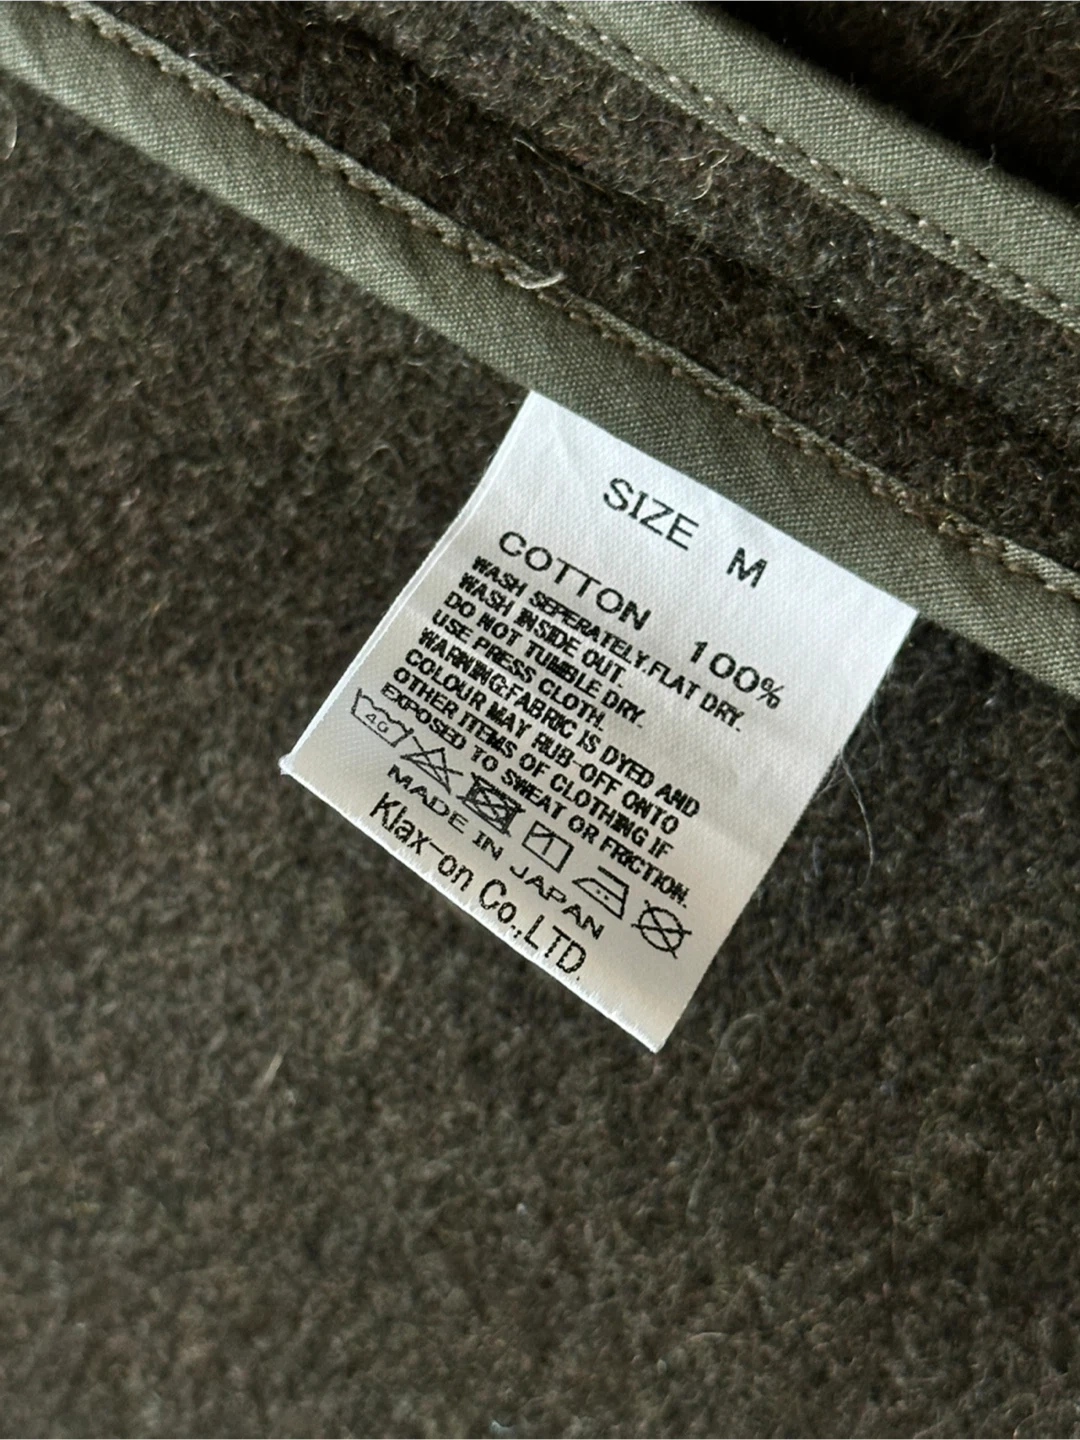 SIZE M
COTTON 100%
WASH SEPERATELY.FLAT DRY.
WASH INSIDE OUT.
DO NOT TUMBLE DRY.
USE PRESS CLOTH.
WARNING:FABRIC IS DYED AND
COLOUR MAY RUB-OFF ONTO
OTHER ITEMS OF CLOTHING IF
EXPOSED TO SWEAT OR FRICTION.
40
MADE IN JAPAN
Klax-on Co.,LTD.